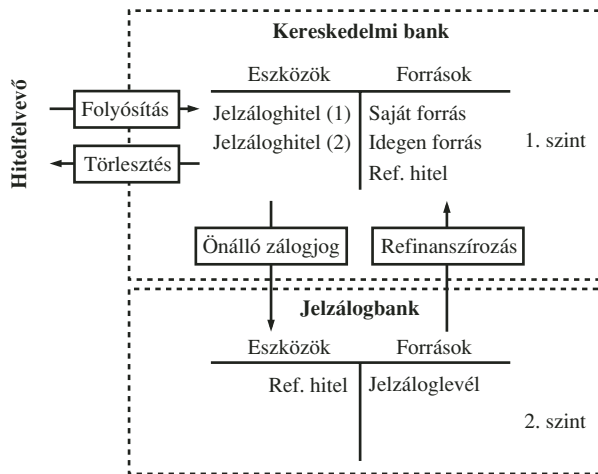 Kereskedelmi bank
Eszközök
Források
Hitelfelvevő
Folyósítás
Törlesztés
Jelzáloghitel (1)
Jelzáloghitel (2)
Saját forrás
Idegen forrás
Ref. hitel
1. szint
Önálló zálogjog
Refinanszírozás
Jelzálogbank
Eszközök
Források
Ref. hitel
Jelzáloglevél
2. szint